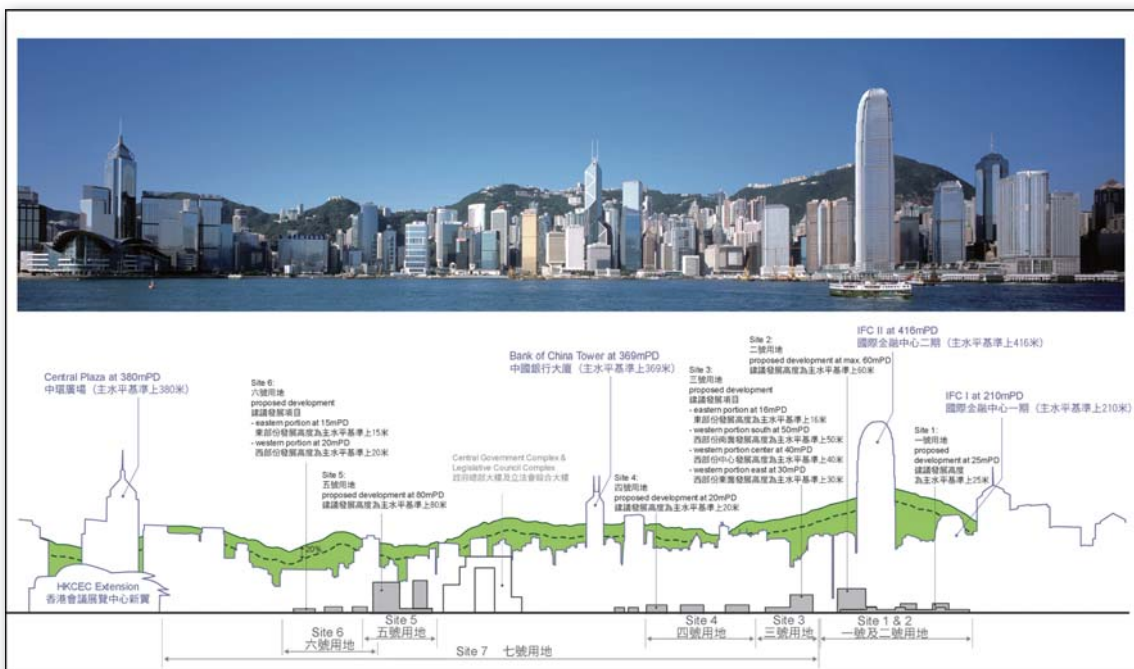 IFC II at 416mPD
國際金融中心二期（主水平基準上416米）
Site 2:
二號用地
proposed development at max. 60mPD
建議發展高度為主水平基準上60米
Bank of China Tower at 369mPD
中國銀行大廈（主水平基準上369米）
Central Plaza at 380mPD
中環廣場（主水平基準上380米）
Site 6:
六號用地
proposed development
建議發展項目
- eastern portion at 15mPD
東部份發展高度為主水平基準上15米
- western portion at 20mPD
西部份發展高度為主水平基準上20米
Site 3:
三號用地
proposed development
建議發展項目
- eastern portion at 16mPD
東部份發展高度為主水平基準上16米
- western portion south at 50mPD
西部份南面發展高度為主水平基準上50米
- western portion center at 40mPD
西部份中心發展高度為主水平基準上40米
- western portion east at 30mPD
西部份東面發展高度為主水平基準上30米
IFC I at 210mPD
國際金融中心一期（主水平基準上210米）
Site 1:
一號用地
proposed
development at 25mPD
建議發展高度
為主水平基準上25米
Central Government Complex &
Legislative Council Complex
政府總部大樓及立法會綜合大樓
Site 5:
五號用地
proposed development at 80mPD
建議發展高度為主水平基準上80米
Site 4:
四號用地
proposed development at 20mPD
建議發展高度為主水平基準上20米
20%
HKCEC Extension
香港會議展覽中心新翼
Site 6
六號用地
Site 5
五號用地
Site 4
四號用地
Site 3
三號用地
Site 1 & 2
一號及二號用地
Site 7 七號用地